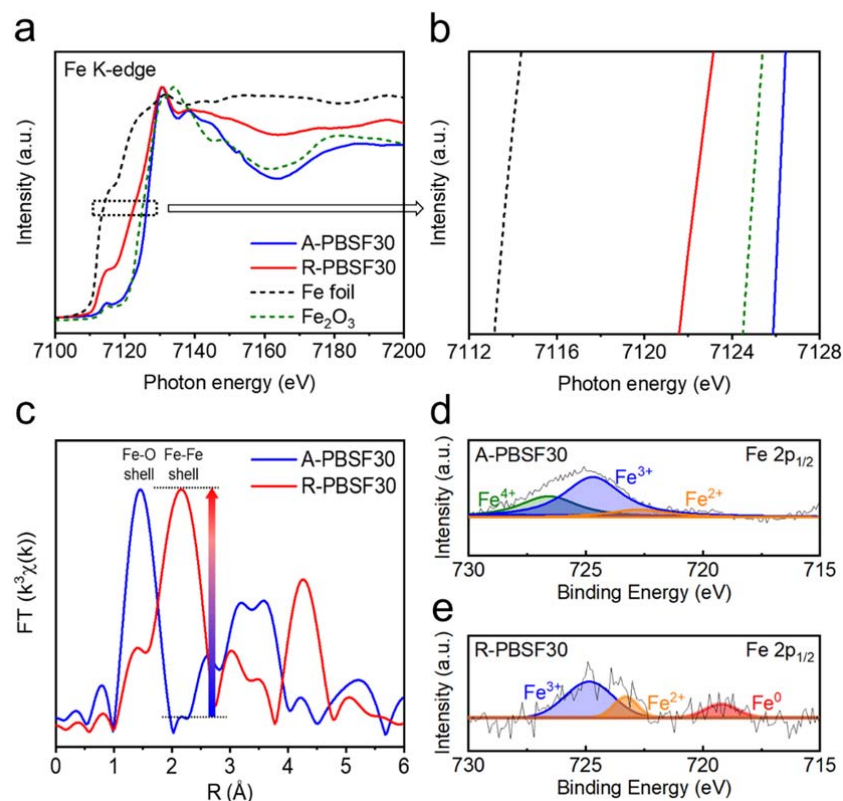 a
Fe K-edge
Intensity (a.u.)
A-PBSF30
R-PBSF30
Fe foil
Fe₂O₃
7100 7120 7140 7160 7180 7200
Photon energy (eV)
b
Intensity (a.u.)
7112 7116 7120 7124 7128
Photon energy (eV)
c
Fe-O
shell
Fe-Fe
shell
A-PBSF30
R-PBSF30
FT (k³χ(k))
0 1 2 3 4 5 6
R (Å)
d
A-PBSF30
Fe 2p₁/₂
Fe⁴⁺
Fe³⁺
Fe²⁺
Intensity (a.u.)
730 725 720 715
Binding Energy (eV)
e
R-PBSF30
Fe 2p₁/₂
Fe³⁺
Fe²⁺
Fe⁰
Intensity (a.u.)
730 725 720 715
Binding Energy (eV)